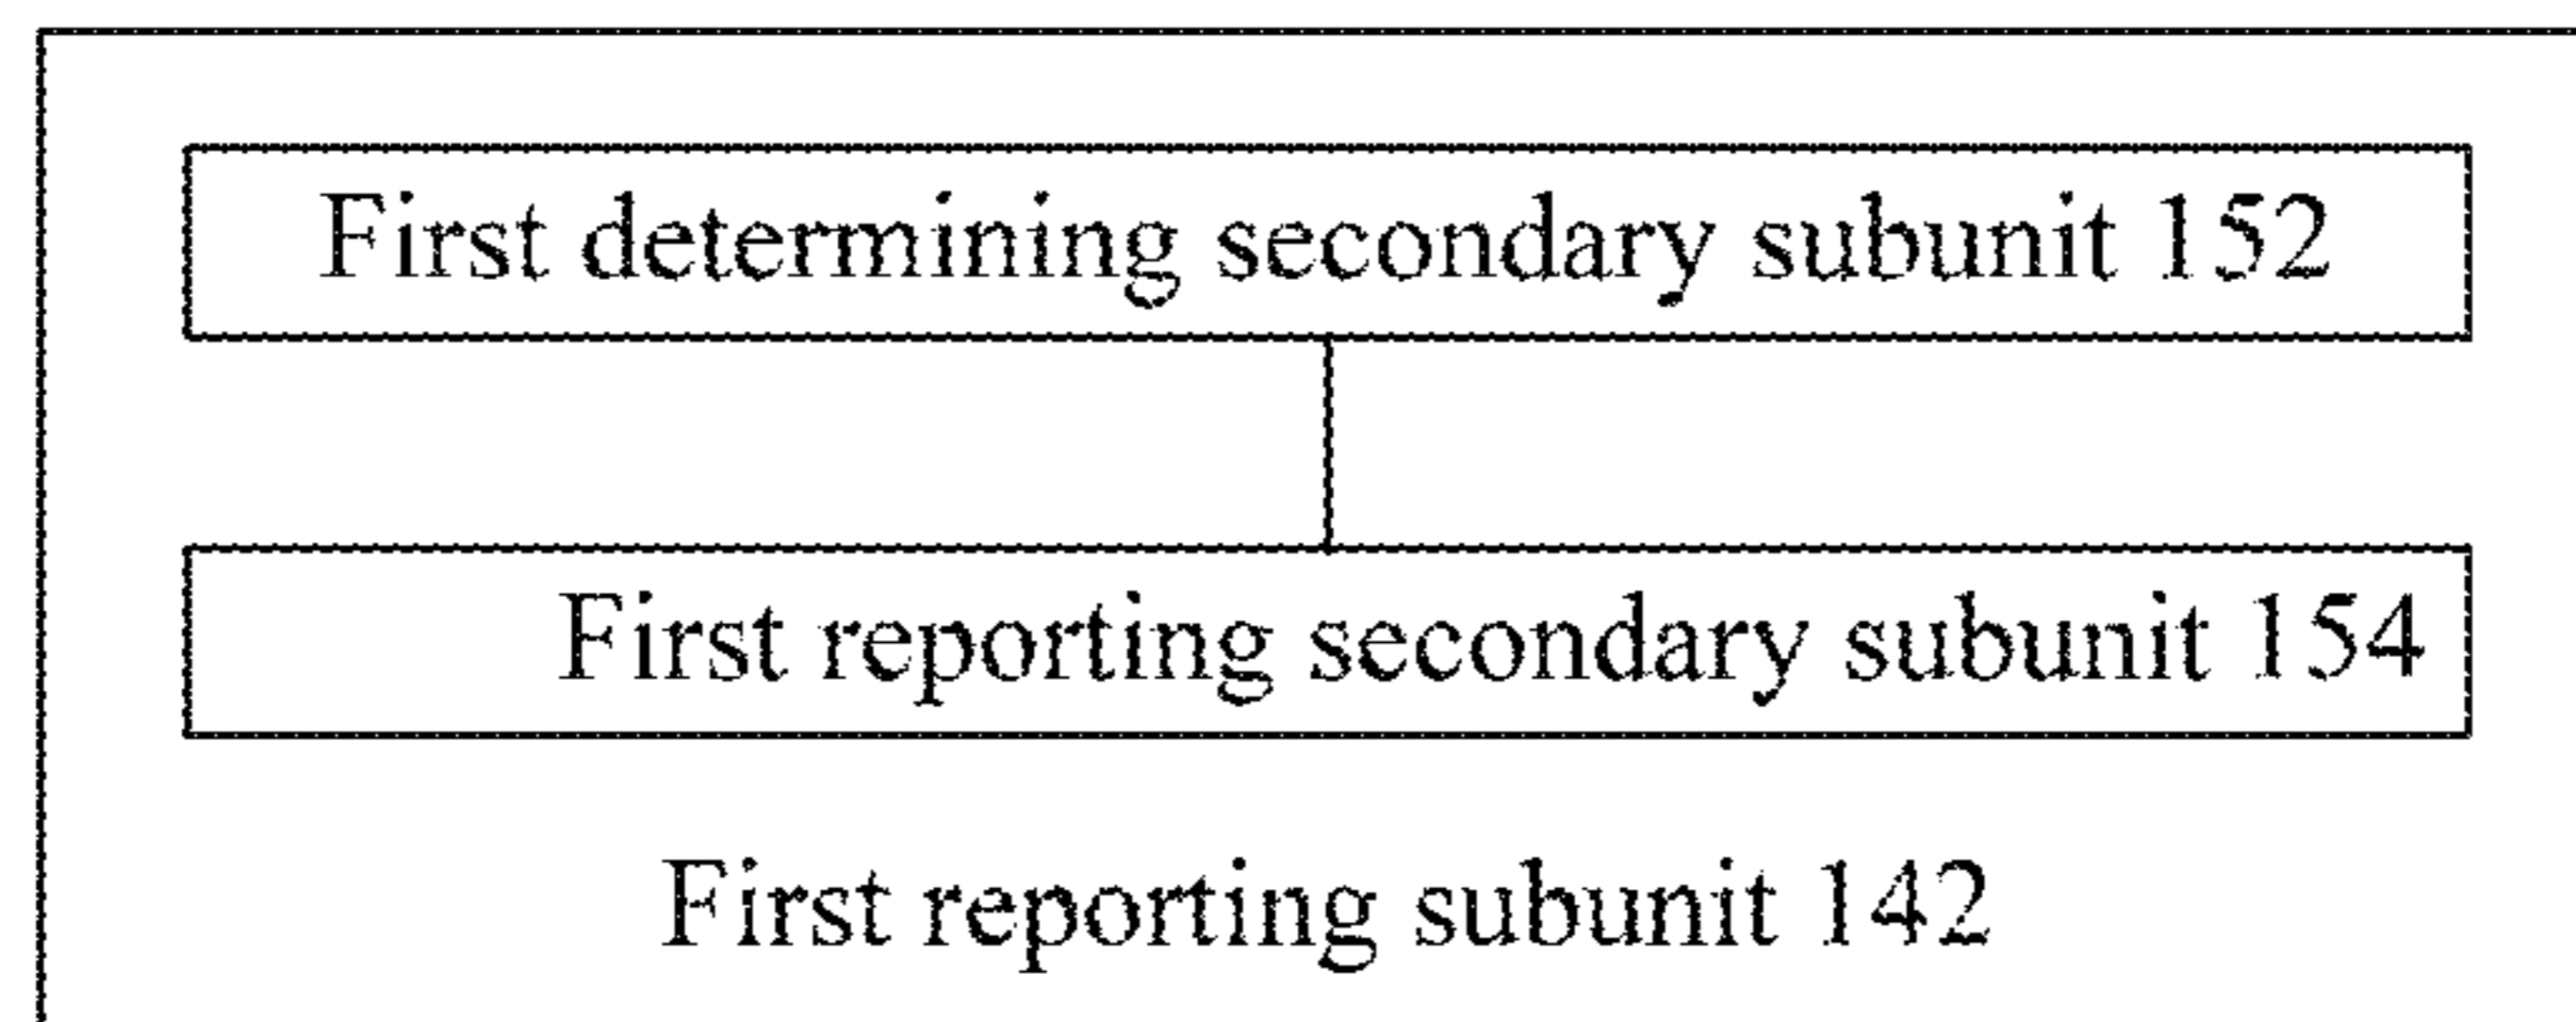 First determining secondary subunit 152
First reporting secondary subunit 154
First reporting subunit 142